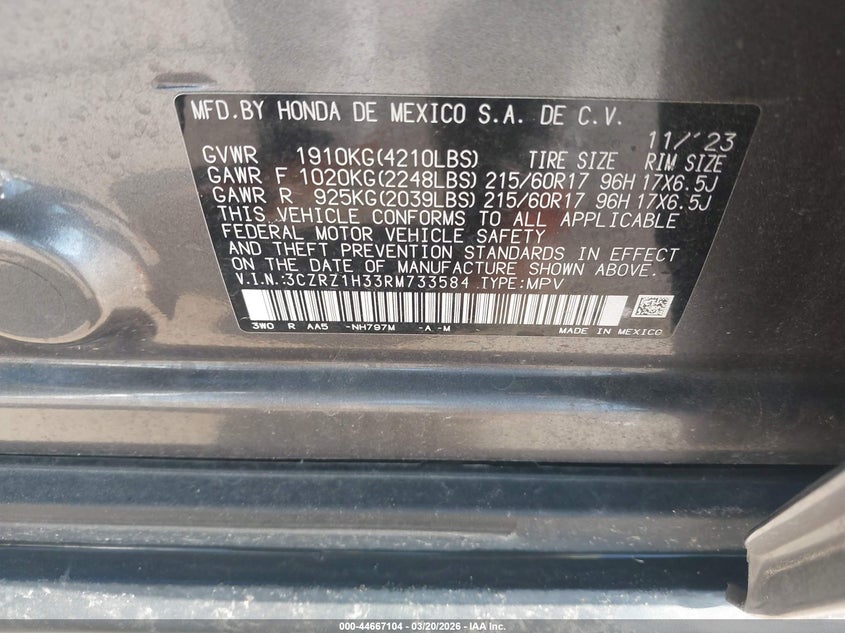 MFD.BY HONDA DE MEXICO S.A. DE C.V.
11/'23
GVWR 1910KG(4210LBS) TIRE SIZE RIM SIZE
GAWR F 1020KG(2248LBS) 215/60R17 96H 17X6.5J
GAWR R 925KG(2039LBS) 215/60R17 96H 17X6.5J
THIS VEHICLE CONFORMS TO ALL APPLICABLE
FEDERAL MOTOR VEHICLE SAFETY
AND THEFT PREVENTION STANDARDS IN EFFECT
ON THE DATE OF MANUFACTURE SHOWN ABOVE.
V.I.N.:3CZRZ1H33RM733584 TYPE:MPV
3W0 R AA5 -NH797M -A -M MADE IN MEXICO
000-44667104 | 03/20/2026 - IAA Inc.